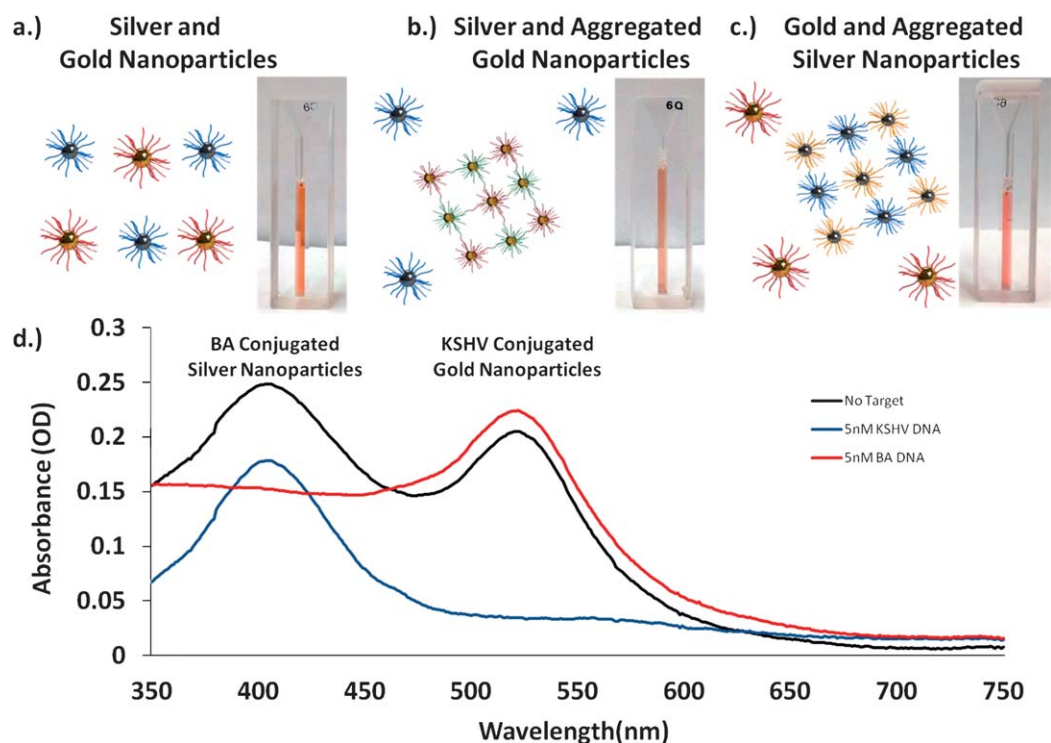 a.)
Silver and
Gold Nanoparticles
b.)
Silver and Aggregated
Gold Nanoparticles
c.)
Gold and Aggregated
Silver Nanoparticles
6Q
d.)
BA Conjugated
Silver Nanoparticles
KSHV Conjugated
Gold Nanoparticles
No Target
5nM KSHV DNA
5nM BA DNA
Absorbance (OD)
0.3
0.25
0.2
0.15
0.1
0.05
0
350 400 450 500 550 600 650 700 750
Wavelength(nm)